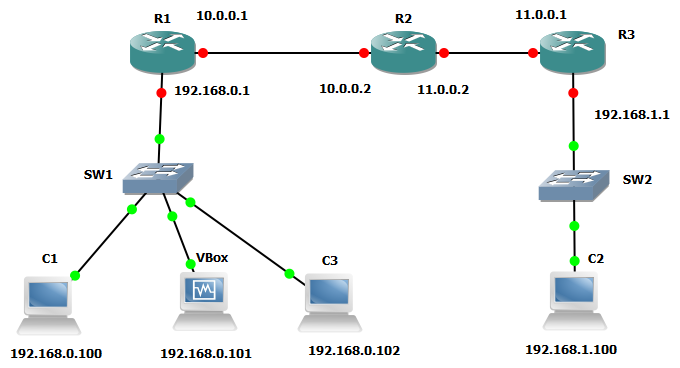 R1
10.0.0.1
R2
11.0.0.1
R3
192.168.0.1
10.0.0.2
11.0.0.2
192.168.1.1
SW1
SW2
C1
VBox
C3
C2
192.168.0.100
192.168.0.101
192.168.0.102
192.168.1.100